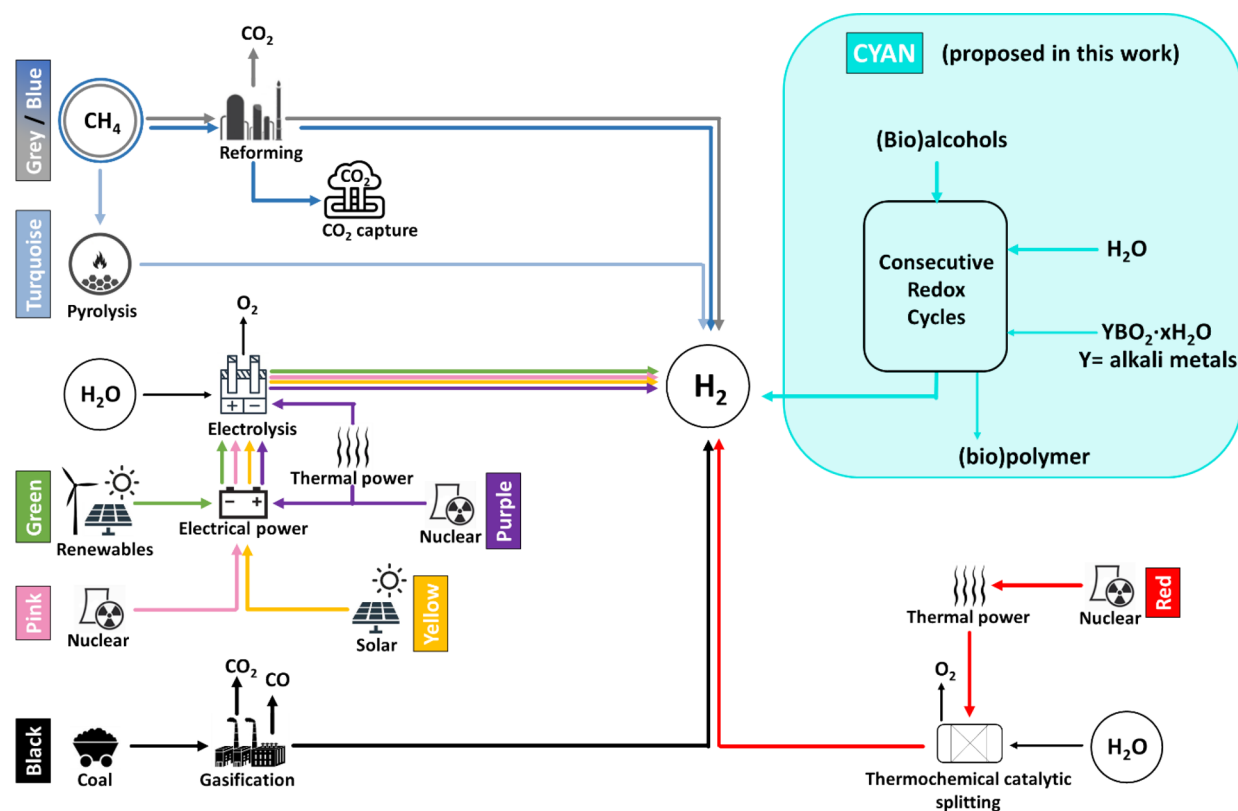 Grey / Blue
CH₄
CO₂
Reforming
CO₂
CO₂ capture
Turquoise
Pyrolysis
H₂O
O₂
+ −
Electrolysis
Thermal power
Green
Renewables
− +
Electrical power
Nuclear
Purple
Pink
Nuclear
Solar
Yellow
Black
Coal
CO₂
CO
Gasification
H₂
CYAN (proposed in this work)
(Bio)alcohols
Consecutive
Redox
Cycles
H₂O
YBO₂·xH₂O
Y= alkali metals
(bio)polymer
Thermal power
Nuclear
Red
O₂
H₂O
Thermochemical catalytic
splitting